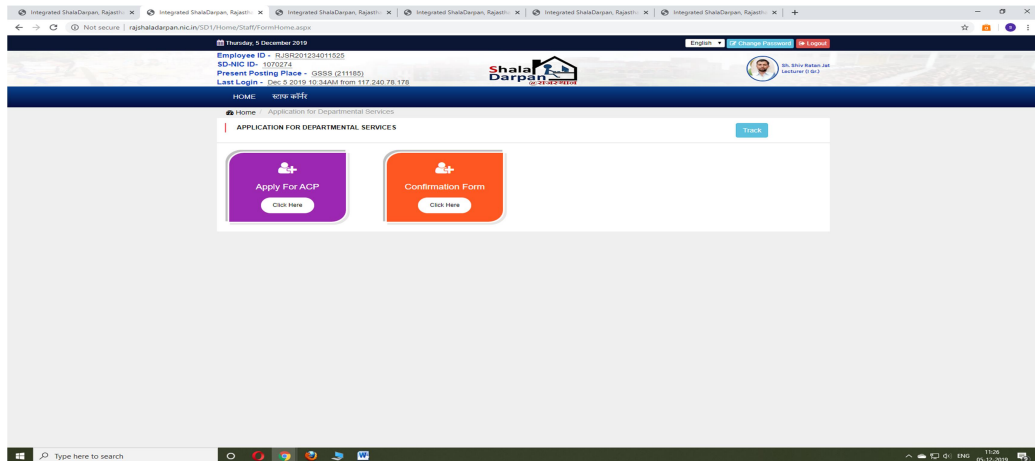 Integrated ShalaDarpan, Rajasth Integrated ShalaDarpan, Rajasth Integrated ShalaDarpan, Rajasth Integrated ShalaDarpan, Rajasth Integrated ShalaDarpan, Rajasth Integrated ShalaDarpan, Rajasth
Not secure | rajshaladarpan.nic.in/SD1/Home/Staff/FormHome.aspx
Thursday, 5 December 2019 English Change Password Logout
Employee ID - RJSR201234011525
SD-NIC ID- 1070274
Present Posting Place - GSSS (211185)
Last Login - Dec 5 2019 10:34AM from 117.240.78.178
Shala
Darpan
@राजस्थान
Sh. Shiv Ratan Jat
Lecturer (I Gr.)
HOME स्टाफ कॉर्नर
Home / Application for Departmental Services
APPLICATION FOR DEPARTMENTAL SERVICES Track
Apply For ACP Confirmation Form
Click Here Click Here
Type here to search
ENG 11:26
05-12-2019